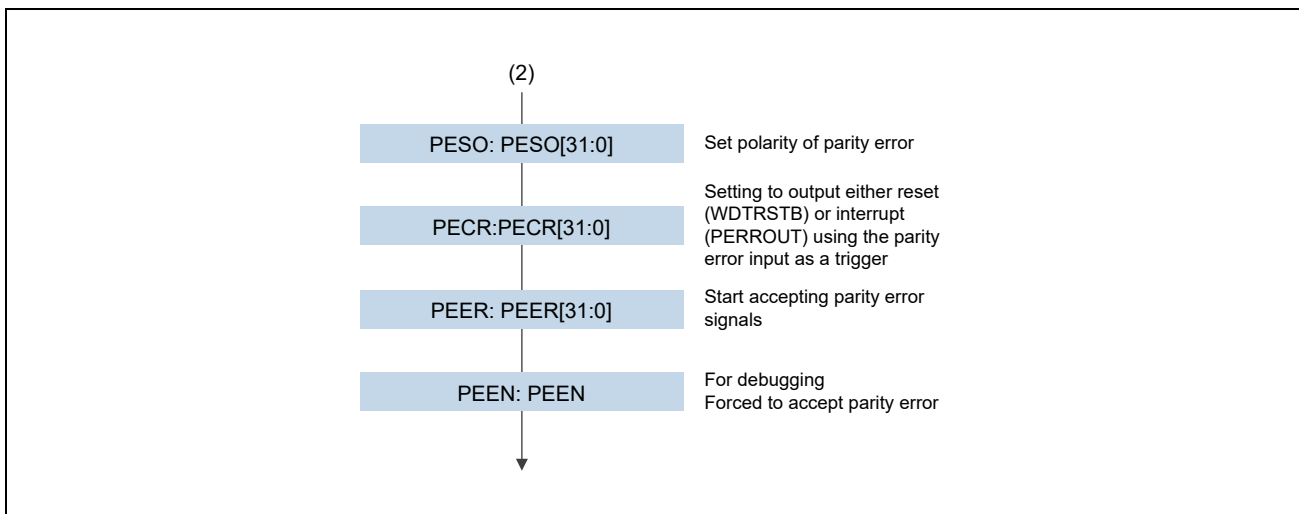 (2)
PESO: PESO[31:0]
Set polarity of parity error
PECR:PECR[31:0]
Setting to output either reset
(WDTRSTB) or interrupt
(PERROUT) using the parity
error input as a trigger
PEER: PEER[31:0]
Start accepting parity error
signals
PEEN: PEEN
For debugging
Forced to accept parity error